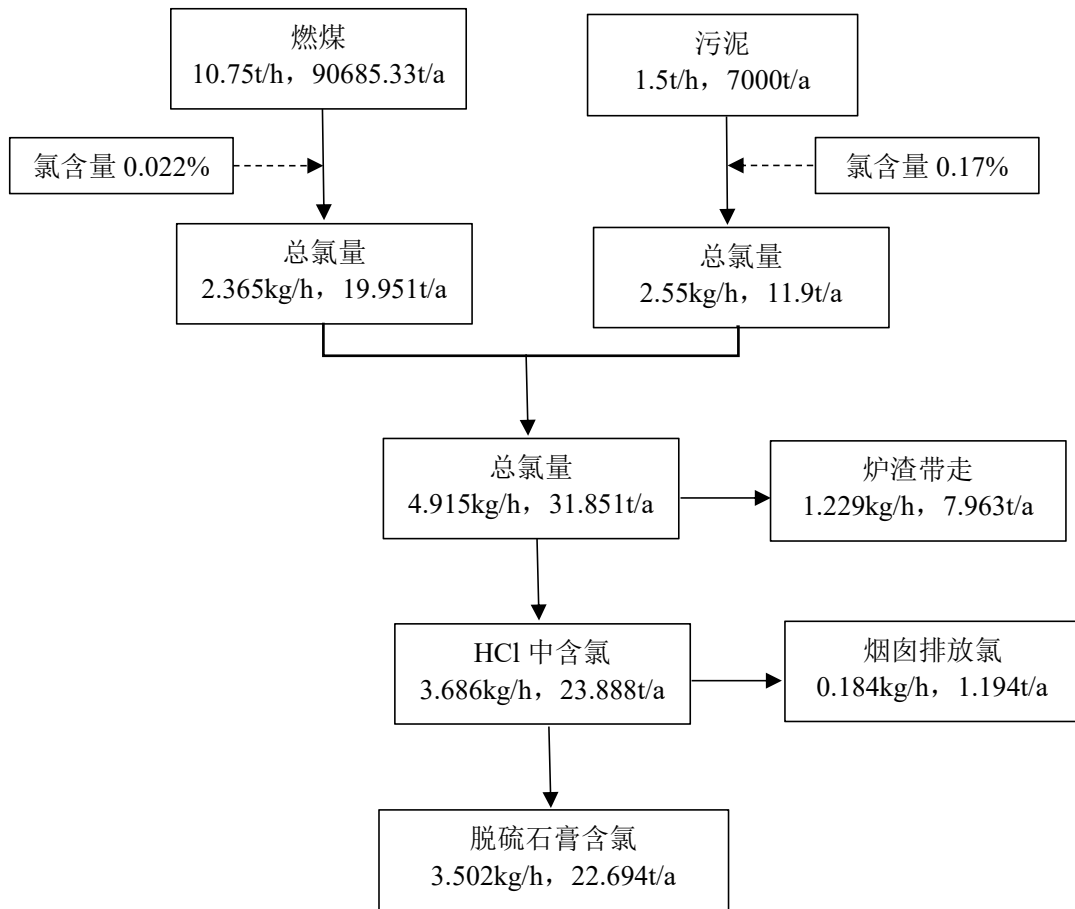 燃煤
10.75t/h，90685.33t/a
污泥
1.5t/h，7000t/a
氯含量 0.022%
氯含量 0.17%
总氯量
2.365kg/h，19.951t/a
总氯量
2.55kg/h，11.9t/a
总氯量
4.915kg/h，31.851t/a
炉渣带走
1.229kg/h，7.963t/a
HCl 中含氯
3.686kg/h，23.888t/a
烟囱排放氯
0.184kg/h，1.194t/a
脱硫石膏含氯
3.502kg/h，22.694t/a